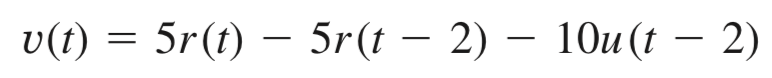 v(t) = 5r(t) − 5r(t − 2) − 10u(t − 2)